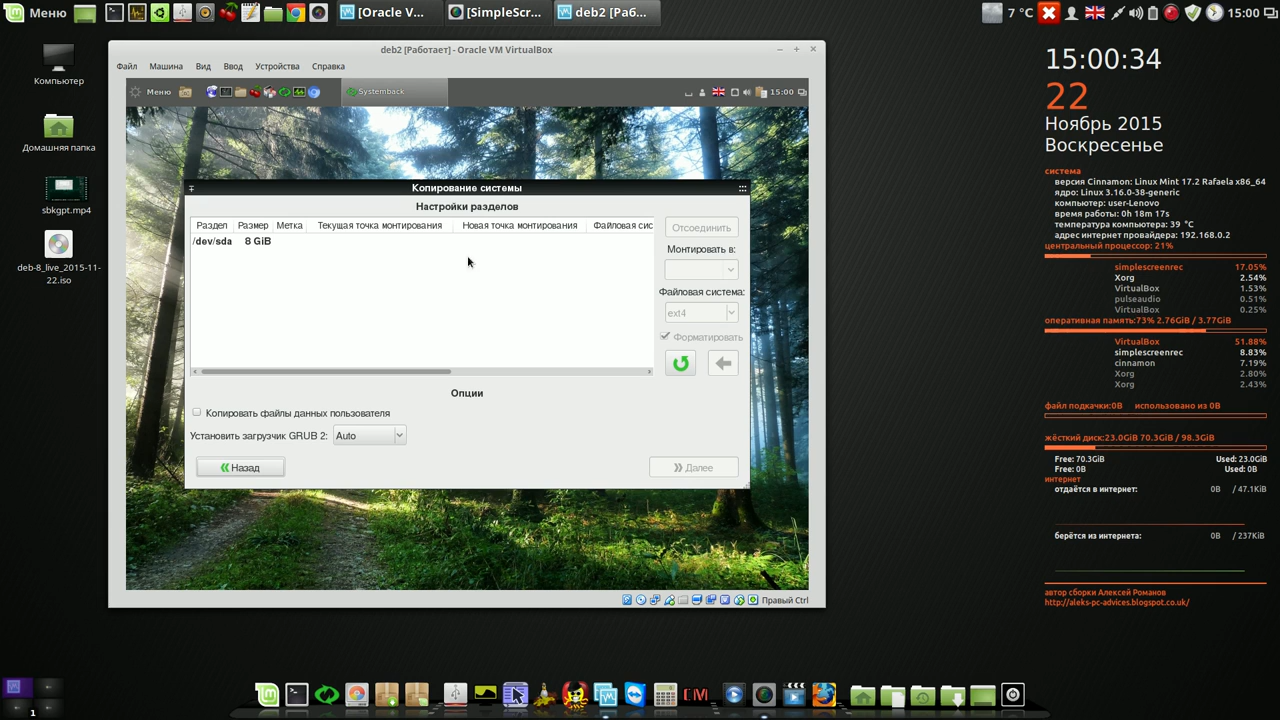 Меню
[Oracle V...
[SimpleScr...
deb2 [Раб...
7 °C
15:00
Компьютер
Домашняя папка
sbkgpt.mp4
deb-8_live_2015-11-
22.iso
deb2 [Работает] - Oracle VM VirtualBox
Файл Машина Вид Ввод Устройства Справка
Меню
Systemback
15:00
Копирование системы
Настройки разделов
Раздел Размер Метка Текущая точка монтирования Новая точка монтирования Файловая сис
/dev/sda 8 GiB
Отсоединить
Монтировать в:
Файловая система:
ext4
Форматировать
Опции
Копировать файлы данных пользователя
Установить загрузчик GRUB 2: Auto
Назад
Далее
Правый Ctrl
15:00:34
22
Ноябрь 2015
Воскресенье
система
версия Cinnamon: Linux Mint 17.2 Rafaela x86_64
ядро: Linux 3.16.0-38-generic
компьютер: user-Lenovo
время работы: 0h 18m 17s
температура компьютера: 39 °C
адрес интернет провайдера: 192.168.0.2
центральный процессор: 21%
simplescreenrec 17.05%
Xorg 2.54%
VirtualBox 1.53%
pulseaudio 0.51%
VirtualBox 0.25%
оперативная память:73% 2.76GiB / 3.77GiB
VirtualBox 51.88%
simplescreenrec 8.83%
cinnamon 7.19%
Xorg 2.80%
Xorg 2.43%
файл подкачки:0B использовано из 0B
жёсткий диск:23.0GiB 70.3GiB / 98.3GiB
Free: 70.3GiB Used: 23.0GiB
Free: 0B Used: 0B
интернет
отдаётся в интернет: 0B / 47.1KiB
берётся из интернета: 0B / 237KiB
автор сборки Алексей Романов
http://aleks-pc-advices.blogspot.co.uk/
1